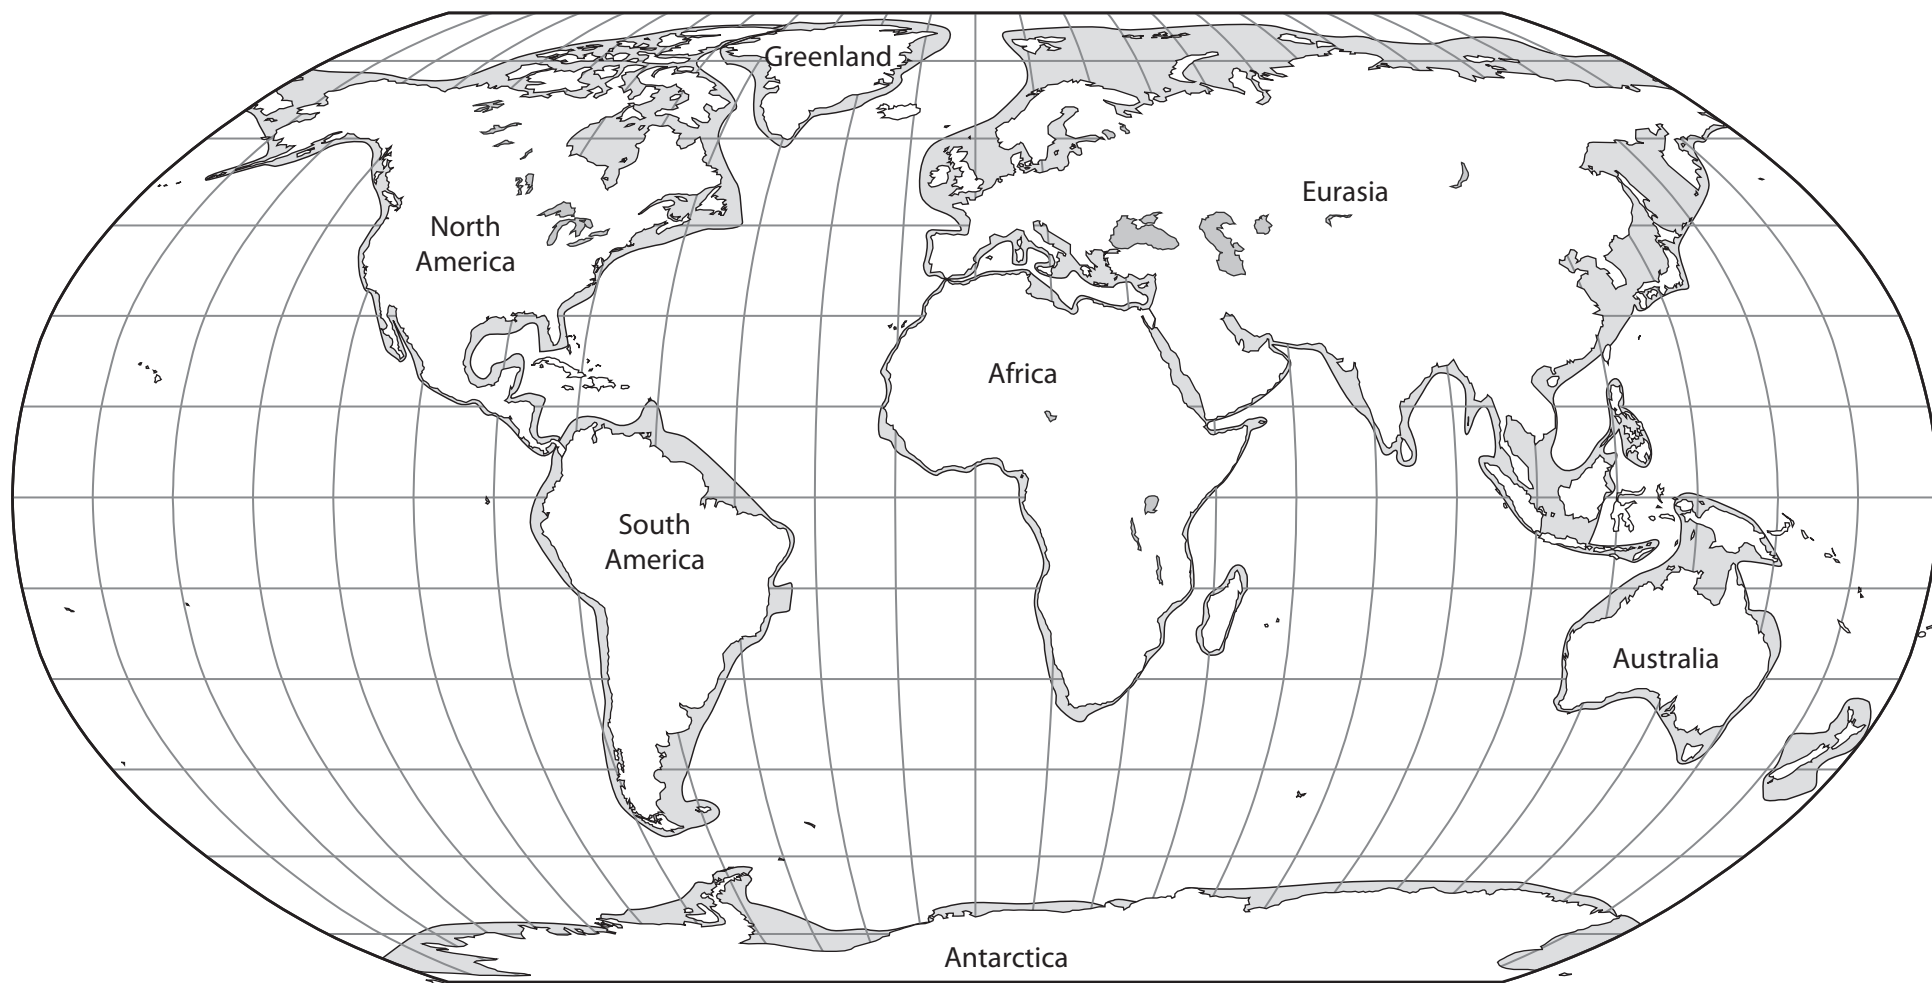 Greenland
Eurasia
North
America
Africa
South
America
Australia
Antarctica